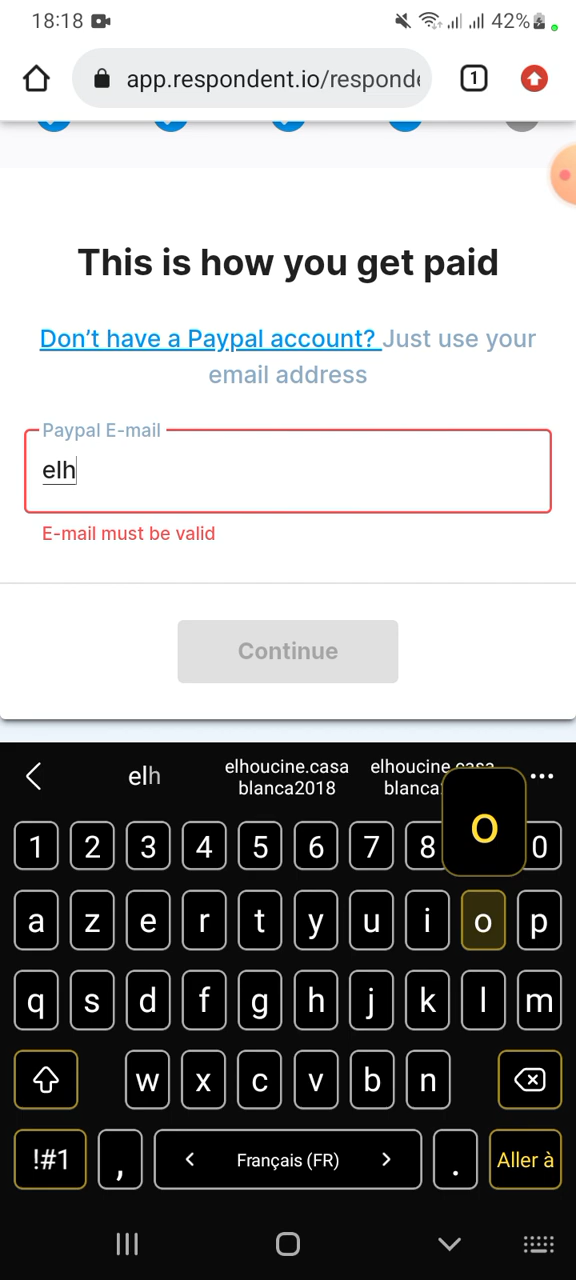 18:18
42%
app.respondent.io/responde
1
This is how you get paid
Don't have a Paypal account? Just use your
email address
Paypal E-mail
elh
E-mail must be valid
Continue
elh
elhoucine.casa
blanca2018
elhoucine.casa
blanca
o
1 2 3 4 5 6 7 8 0
a z e r t y u i o p
q s d f g h j k l m
w x c v b n
!#1 , Français (FR) . Aller à